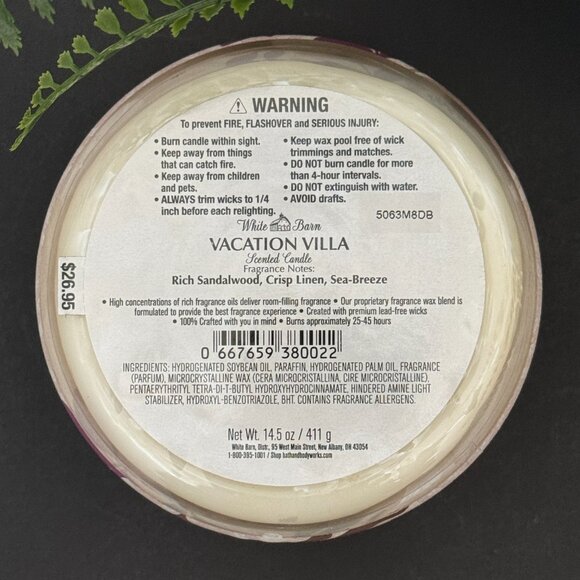 ⚠ WARNING
To prevent FIRE, FLASHOVER and SERIOUS INJURY:
• Burn candle within sight.
• Keep away from things
that can catch fire.
• Keep away from children
and pets.
• ALWAYS trim wicks to 1/4
inch before each relighting.
• Keep wax pool free of wick
trimmings and matches.
• DO NOT burn candle for more
than 4-hour intervals.
• DO NOT extinguish with water.
• AVOID drafts.
5063M8DB
White Barn
VACATION VILLA
Scented Candle
Fragrance Notes:
Rich Sandalwood, Crisp Linen, Sea-Breeze
• High concentrations of rich fragrance oils deliver room-filling fragrance • Our proprietary fragrance wax blend is
formulated to provide the best fragrance experience • Created with premium lead-free wicks
• 100% Crafted with you in mind • Burns approximately 25-45 hours
$26.95
0 667659 380022
INGREDIENTS: HYDROGENATED SOYBEAN OIL, PARAFFIN, HYDROGENATED PALM OIL, FRAGRANCE
(PARFUM), MICROCRYSTALLINE WAX (CERA MICROCRISTALLINA, CIRE MICROCRISTALLINE),
PENTAERYTHRITYL TETRA-DI-T-BUTYL HYDROXYHYDROCINNAMATE, HINDERED AMINE LIGHT
STABILIZER, HYDROXYL-BENZOTRIAZOLE, BHT. CONTAINS FRAGRANCE ALLERGENS.
Net Wt. 14.5 oz / 411 g
White Barn, Distr., 95 West Main Street, New Albany, OH 43054
1-800-395-1001 / Shop bathandbodyworks.com